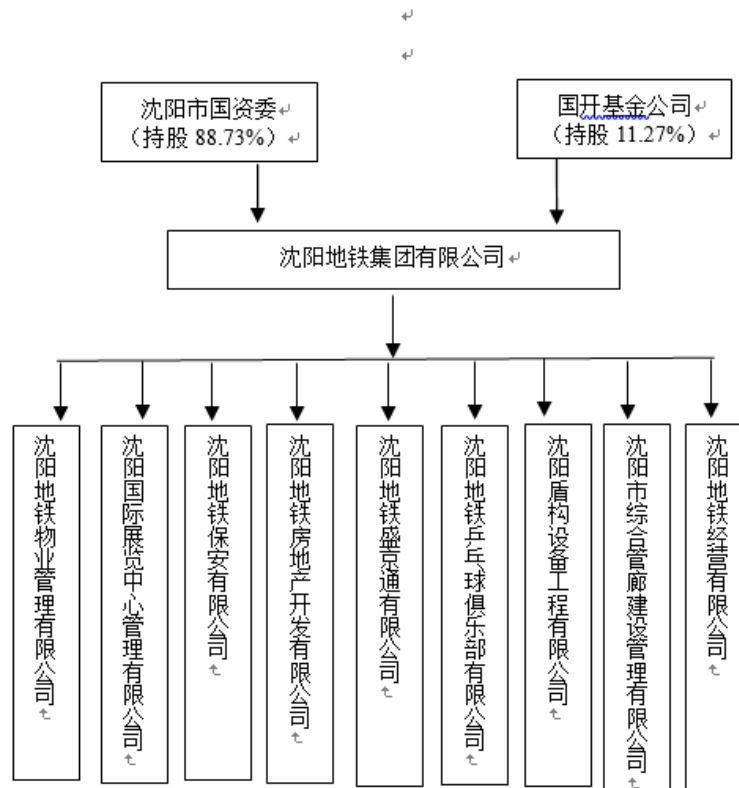 沈阳市国资委
（持股 88.73%）
国开基金公司
（持股 11.27%）
沈阳地铁集团有限公司
沈阳地铁物业管理有限公司
沈阳国际展览中心管理有限公司
沈阳地铁保安有限公司
沈阳地铁房地产开发有限公司
沈阳地铁盛京通有限公司
沈阳地铁乒乓球俱乐部有限公司
沈阳盾构设备工程有限公司
沈阳市综合管廊建设管理有限公司
沈阳地铁经营有限公司